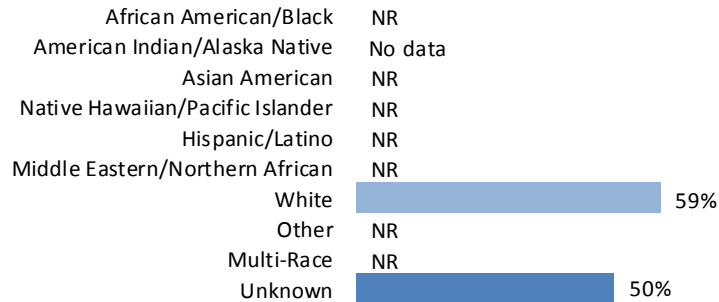 African American/Black NR
American Indian/Alaska Native No data
Asian American NR
Native Hawaiian/Pacific Islander NR
Hispanic/Latino NR
Middle Eastern/Northern African NR
White 59%
Other NR
Multi-Race NR
Unknown 50%